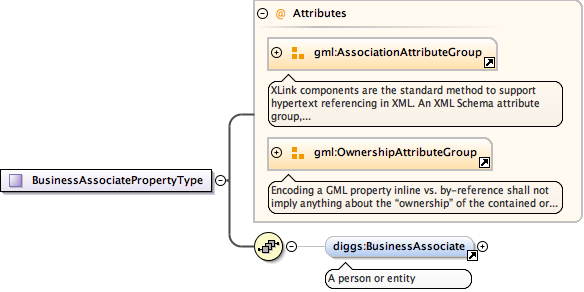 @ Attributes
gml:AssociationAttributeGroup
XLink components are the standard method to support
hypertext referencing in XML. An XML Schema attribute
group,...
gml:OwnershipAttributeGroup
Encoding a GML property inline vs. by-reference shall not
imply anything about the “ownership” of the contained or...
BusinessAssociatePropertyType
diggs:BusinessAssociate
A person or entity